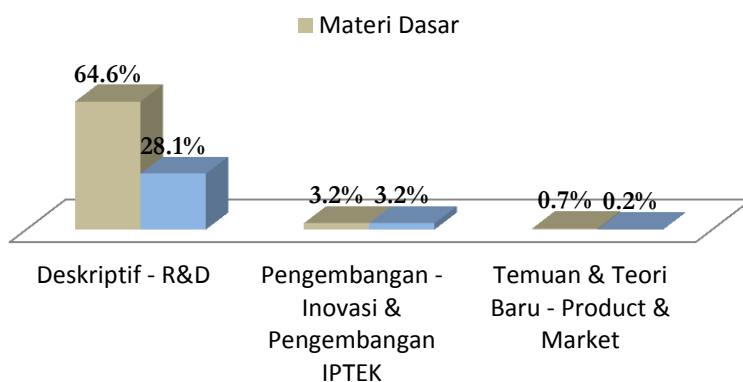 Materi Dasar
64.6%
28.1%
3.2% 3.2%
0.7% 0.2%
Deskriptif - R&D
Pengembangan -
Inovasi &
Pengembangan
IPTEK
Temuan & Teori
Baru - Product &
Market